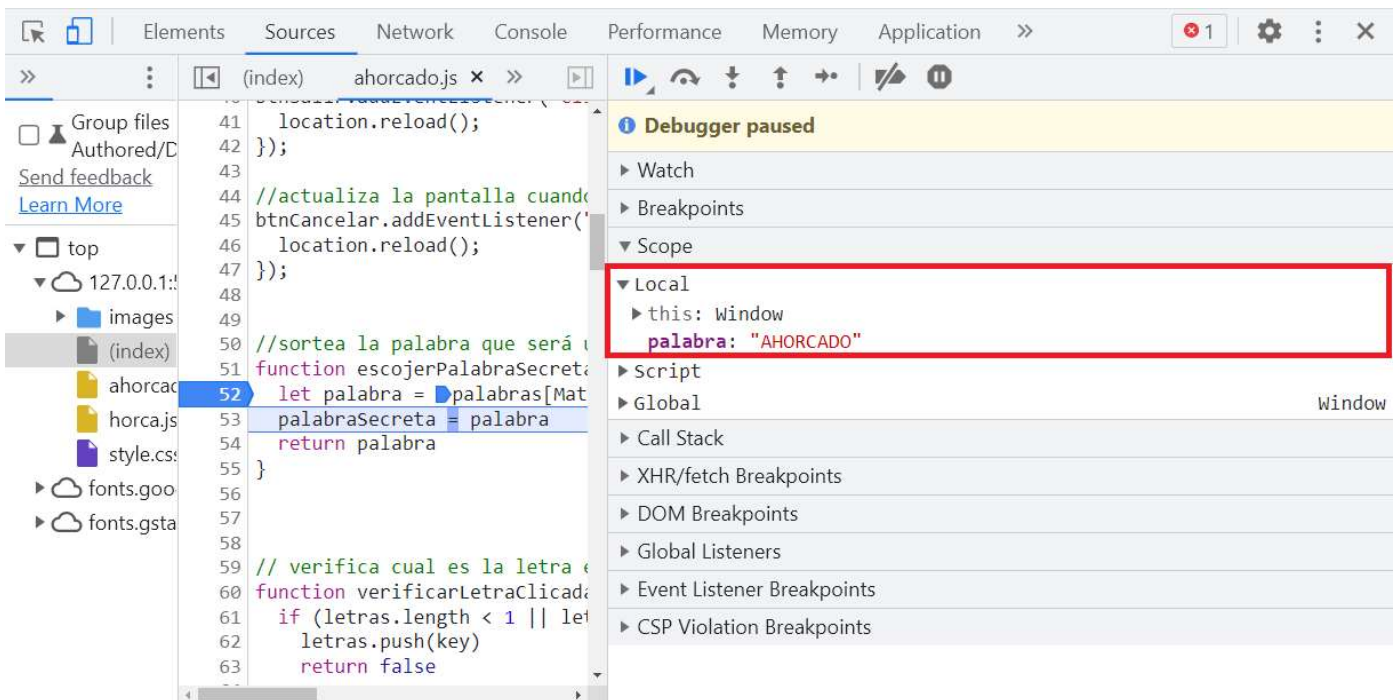 Elements Sources Network Console Performance Memory Application » 1
» (index) ahorcado.js × »
Group files
Authored/D
Send feedback
Learn More
top
127.0.0.1:5
images
(index)
ahorcad
horca.js
style.css
fonts.goo
fonts.gsta
41 location.reload();
42 });
43
44 //actualiza la pantalla cuando
45 btnCancelar.addEventListener("
46 location.reload();
47 });
48
49
50 //sortea la palabra que será u
51 function escojerPalabraSecreta
52 let palabra = palabras[Mat
53 palabraSecreta = palabra
54 return palabra
55 }
56
57
58
59 // verifica cual es la letra e
60 function verificarLetraClicada
61 if (letras.length < 1 || let
62 letras.push(key)
63 return false
Debugger paused
Watch
Breakpoints
Scope
Local
this: Window
palabra: "AHORCADO"
Script
Global Window
Call Stack
XHR/fetch Breakpoints
DOM Breakpoints
Global Listeners
Event Listener Breakpoints
CSP Violation Breakpoints